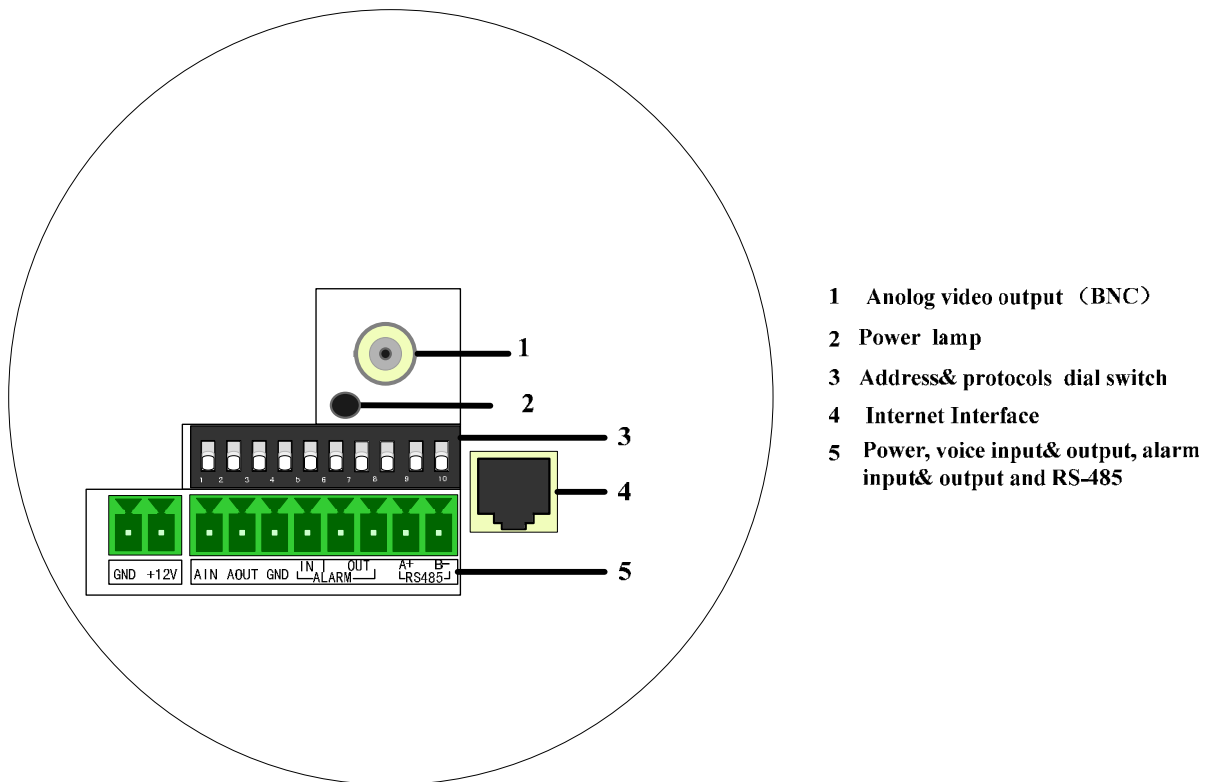 1
2
3
1 2 3 4 5 6 7 8 9 10
4
GND +12V
AIN AOUT GND IN OUT A+ B-
ALARM RS485
5
1 Anolog video output （BNC）
2 Power lamp
3 Address& protocols dial switch
4 Internet Interface
5 Power, voice input& output, alarm
input& output and RS-485